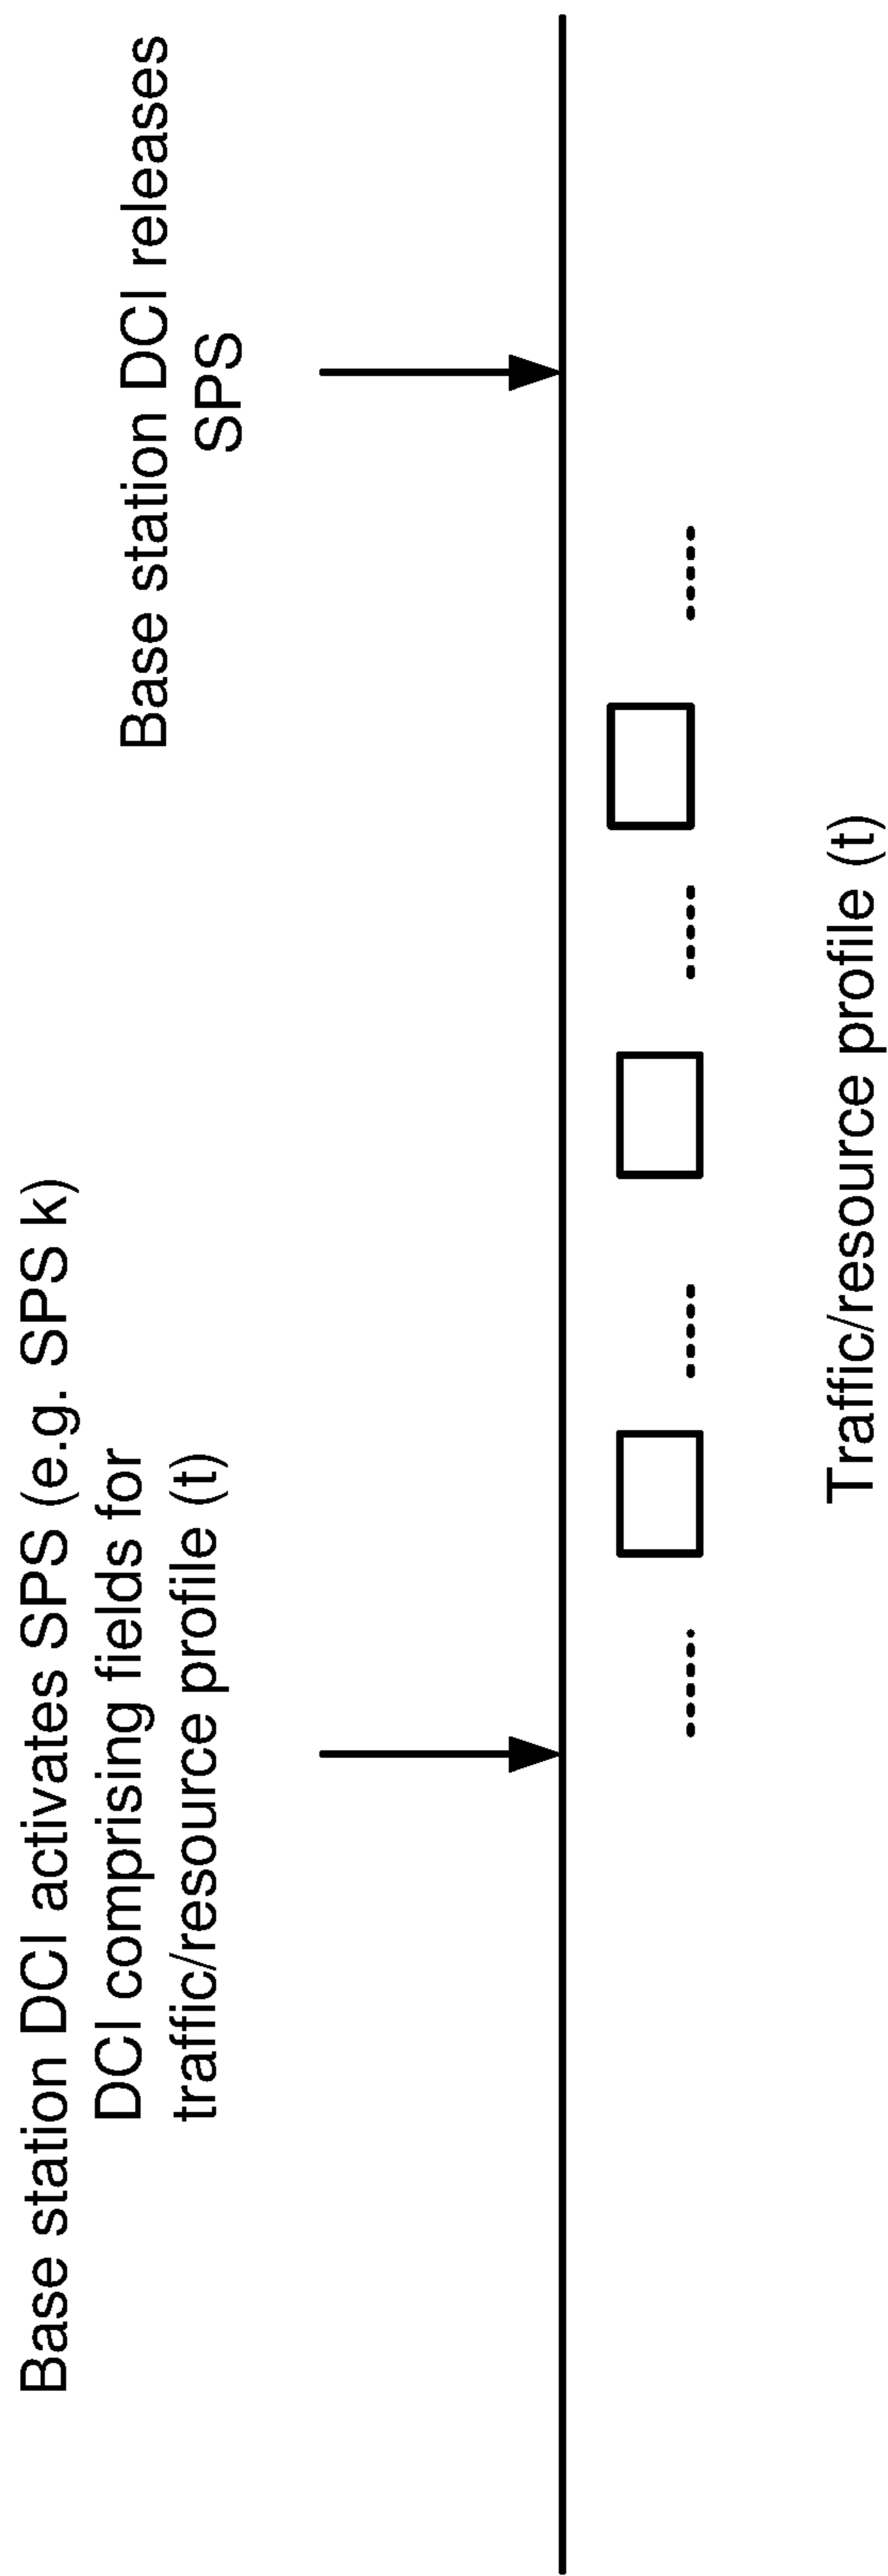 Base station DCI activates SPS (e.g. SPS k)
DCI comprising fields for
traffic/resource profile (t)
Base station DCI releases
SPS
Traffic/resource profile (t)